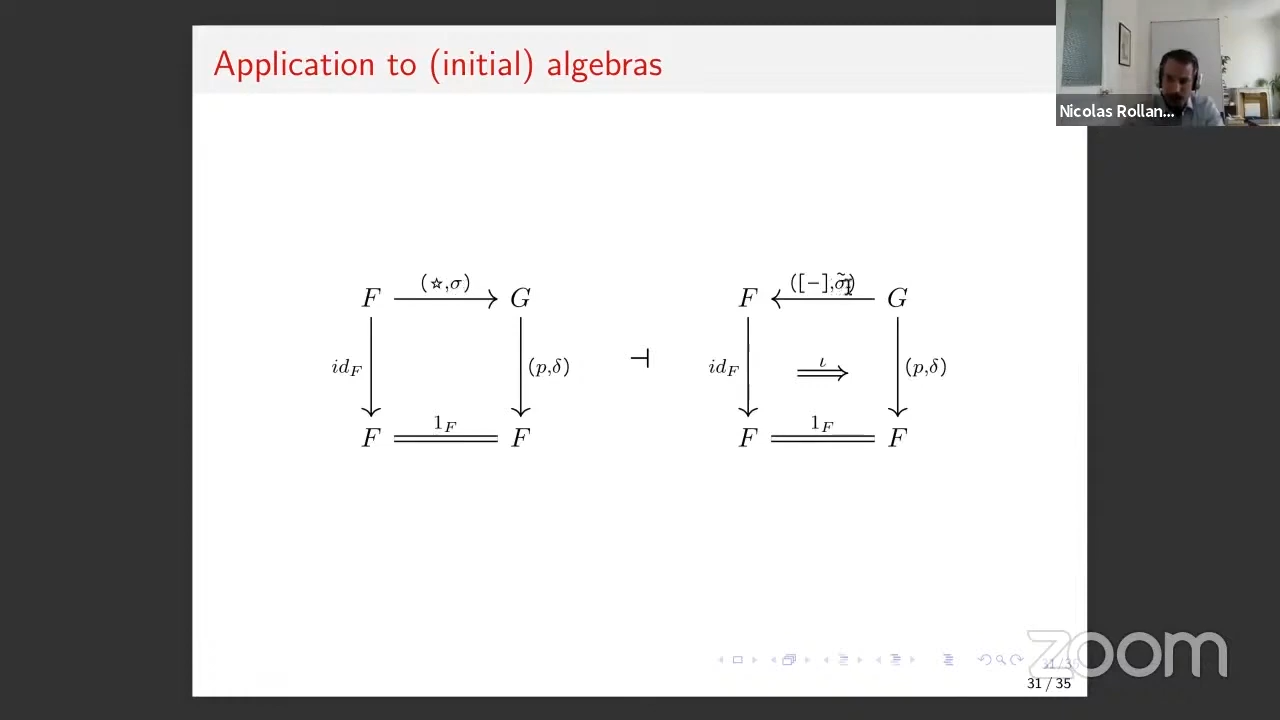 Application to (initial) algebras
Nicolas Rollan...
F (☆,σ) G
id_F (p,δ)
F 1_F F
⊣
F ([−],σ̃) G
id_F ι (p,δ)
F 1_F F
zoom
31 / 35